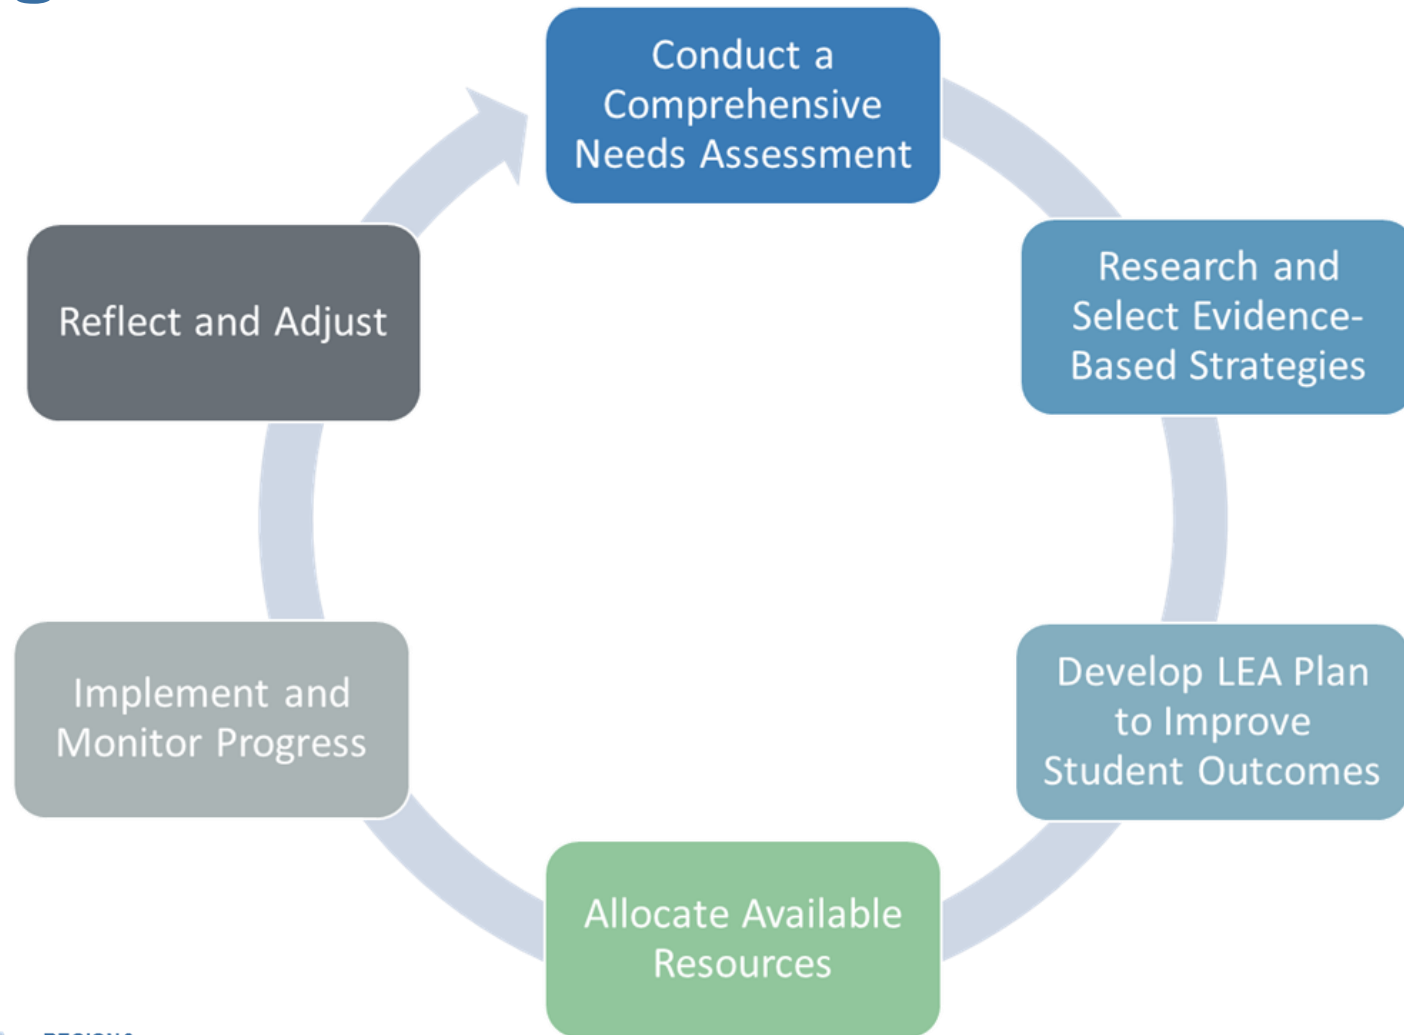 Conduct a
Comprehensive
Needs Assessment
Research and
Select Evidence-
Based Strategies
Develop LEA Plan
to Improve
Student Outcomes
Allocate Available
Resources
Implement and
Monitor Progress
Reflect and Adjust